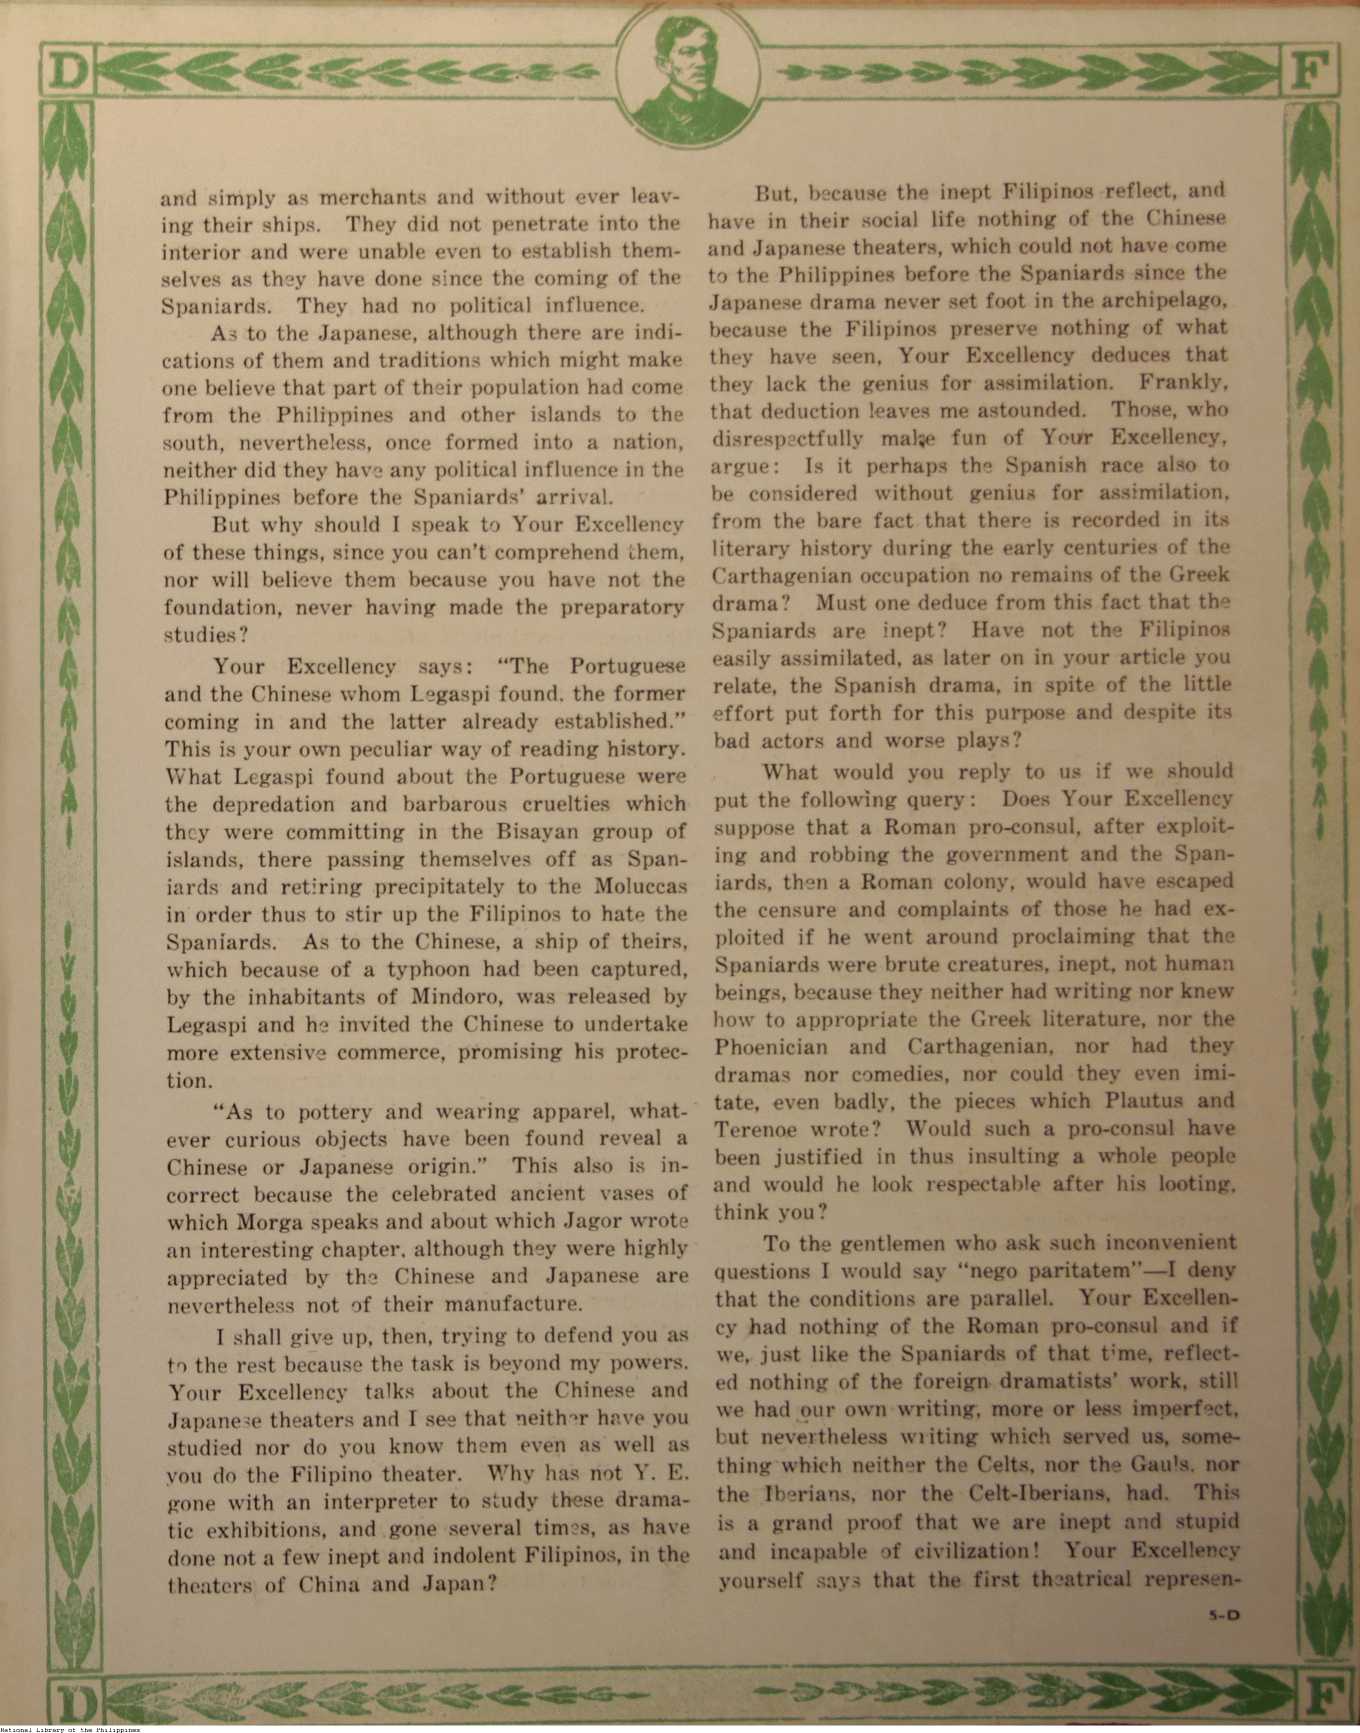 D
F
and simply as merchants and without ever leav-
ing their ships. They did not penetrate into the
interior and were unable even to establish them-
selves as they have done since the coming of the
Spaniards. They had no political influence.
As to the Japanese, although there are indi-
cations of them and traditions which might make
one believe that part of their population had come
from the Philippines and other islands to the
south, nevertheless, once formed into a nation,
neither did they have any political influence in the
Philippines before the Spaniards' arrival.
But why should I speak to Your Excellency
of these things, since you can't comprehend them,
nor will believe them because you have not the
foundation, never having made the preparatory
studies?
Your Excellency says: "The Portuguese
and the Chinese whom Legaspi found. the former
coming in and the latter already established."
This is your own peculiar way of reading history.
What Legaspi found about the Portuguese were
the depredation and barbarous cruelties which
they were committing in the Bisayan group of
islands, there passing themselves off as Span-
iards and retiring precipitately to the Moluccas
in order thus to stir up the Filipinos to hate the
Spaniards. As to the Chinese, a ship of theirs,
which because of a typhoon had been captured,
by the inhabitants of Mindoro, was released by
Legaspi and he invited the Chinese to undertake
more extensive commerce, promising his protec-
tion.
"As to pottery and wearing apparel, what-
ever curious objects have been found reveal a
Chinese or Japanese origin." This also is in-
correct because the celebrated ancient vases of
which Morga speaks and about which Jagor wrote
an interesting chapter, although they were highly
appreciated by the Chinese and Japanese are
nevertheless not of their manufacture.
I shall give up, then, trying to defend you as
to the rest because the task is beyond my powers.
Your Excellency talks about the Chinese and
Japanese theaters and I see that neither have you
studied nor do you know them even as well as
you do the Filipino theater. Why has not Y. E.
gone with an interpreter to study these drama-
tic exhibitions, and gone several times, as have
done not a few inept and indolent Filipinos, in the
theaters of China and Japan?
But, because the inept Filipinos reflect, and
have in their social life nothing of the Chinese
and Japanese theaters, which could not have come
to the Philippines before the Spaniards since the
Japanese drama never set foot in the archipelago,
because the Filipinos preserve nothing of what
they have seen, Your Excellency deduces that
they lack the genius for assimilation. Frankly,
that deduction leaves me astounded. Those, who
disrespectfully make fun of Your Excellency,
argue: Is it perhaps the Spanish race also to
be considered without genius for assimilation,
from the bare fact that there is recorded in its
literary history during the early centuries of the
Carthagenian occupation no remains of the Greek
drama? Must one deduce from this fact that the
Spaniards are inept? Have not the Filipinos
easily assimilated, as later on in your article you
relate, the Spanish drama, in spite of the little
effort put forth for this purpose and despite its
bad actors and worse plays?
What would you reply to us if we should
put the following query: Does Your Excellency
suppose that a Roman pro-consul, after exploit-
ing and robbing the government and the Span-
iards, then a Roman colony, would have escaped
the censure and complaints of those he had ex-
ploited if he went around proclaiming that the
Spaniards were brute creatures, inept, not human
beings, because they neither had writing nor knew
how to appropriate the Greek literature, nor the
Phoenician and Carthagenian, nor had they
dramas nor comedies, nor could they even imi-
tate, even badly, the pieces which Plautus and
Terenoe wrote? Would such a pro-consul have
been justified in thus insulting a whole people
and would he look respectable after his looting,
think you?
To the gentlemen who ask such inconvenient
questions I would say "nego paritatem"—I deny
that the conditions are parallel. Your Excellen-
cy had nothing of the Roman pro-consul and if
we, just like the Spaniards of that time, reflect-
ed nothing of the foreign dramatists' work, still
we had our own writing, more or less imperfect,
but nevertheless writing which served us, some-
thing which neither the Celts, nor the Gauls, nor
the Iberians, nor the Celt-Iberians, had. This
is a grand proof that we are inept and stupid
and incapable of civilization! Your Excellency
yourself says that the first theatrical represen-
5-D
D
F
National Library of the Philippines